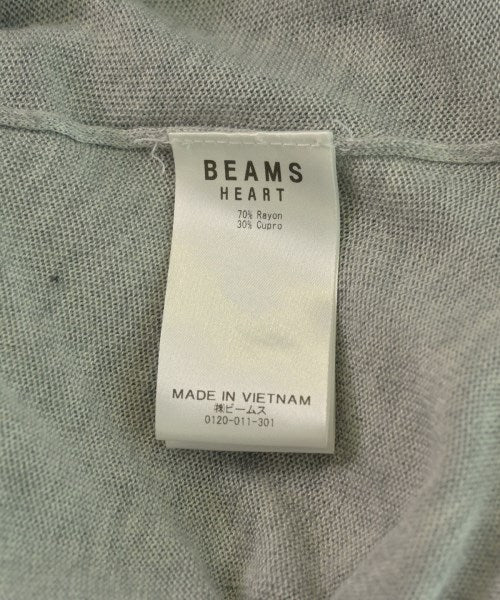 BEAMS
HEART
70% Rayon
30% Cupro
MADE IN VIETNAM
㈱ビームス
0120-011-301